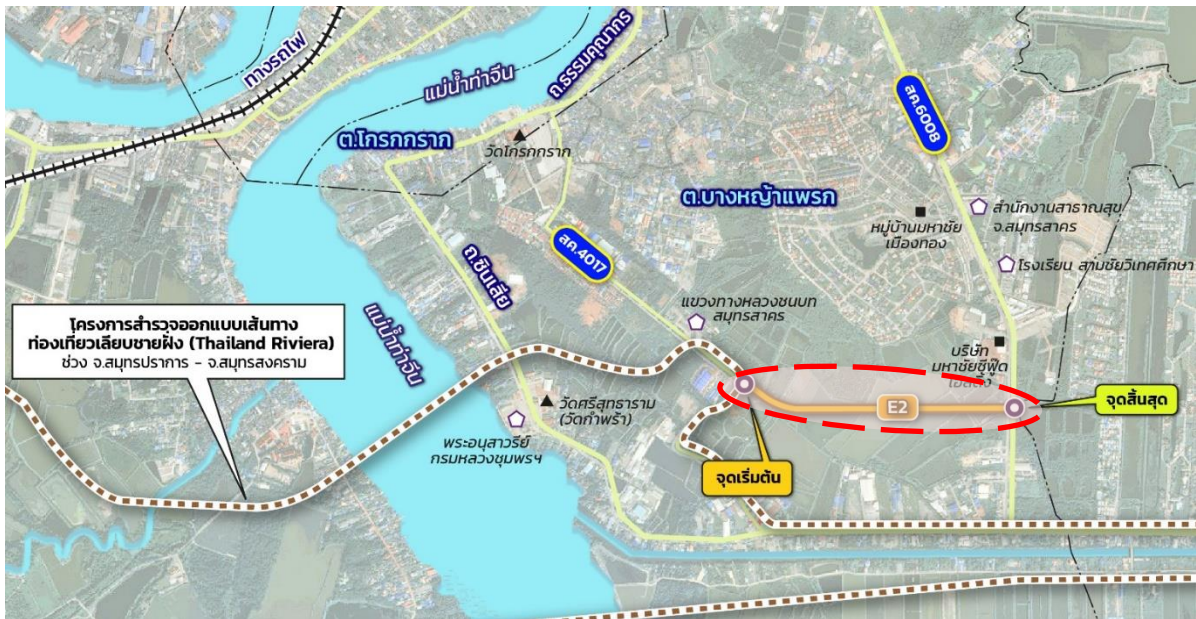 ทางรถไฟ
แม่น้ำท่าจีน
ถ.ธรรมคุณากร
ต.โกรกกราก
วัดโกรกกราก
สค.6008
ต.บางหญ้าแพรก
สำนักงานสาธาณสุข
จ.สมุทรสาคร
หมู่บ้านมหาชัย
เมืองทอง
โรงเรียน สามชัยวิเทศศึกษา
สค.4017
ถ.ชินเสีย
แขวงทางหลวงชนบท
สมุทรสาคร
โครงการสำรวจออกแบบเส้นทาง
ท่องเที่ยวเลียบชายฝั่ง (Thailand Riviera)
ช่วง จ.สมุทรปราการ - จ.สมุทรสงคราม
แม่น้ำท่าจีน
บริษัท
มหาชัยซีฟู๊ด
E2
จุดสิ้นสุด
วัดศรีสุทธาราม
(วัดกำพร้า)
พระอนุสาวรีย์
กรมหลวงชุมพรฯ
จุดเริ่มต้น